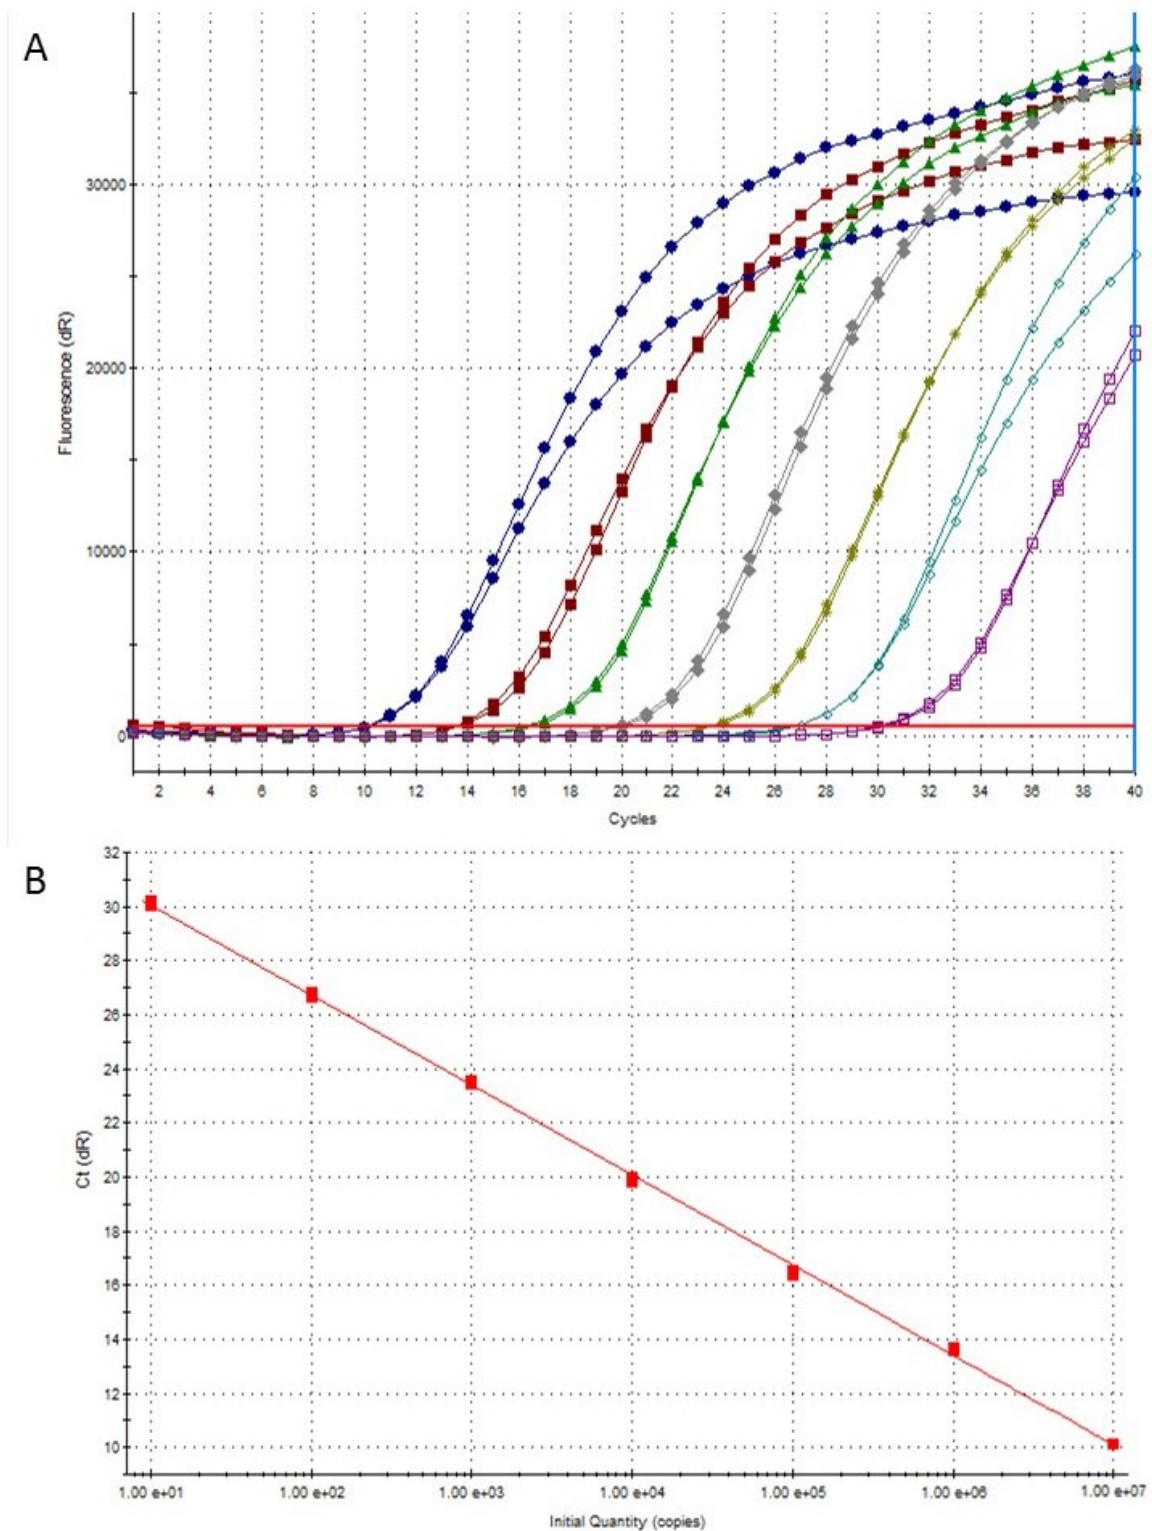 A
30000
20000
10000
0
Fluorescence (dR)
2 4 6 8 10 12 14 16 18 20 22 24 26 28 30 32 34 36 38 40
Cycles
B
32
30
28
26
24
22
20
18
16
14
12
10
Ct (dR)
1.00 e+01 1.00 e+02 1.00 e+03 1.00 e+04 1.00 e+05 1.00 e+06 1.00 e+07
Initial Quantity (copies)